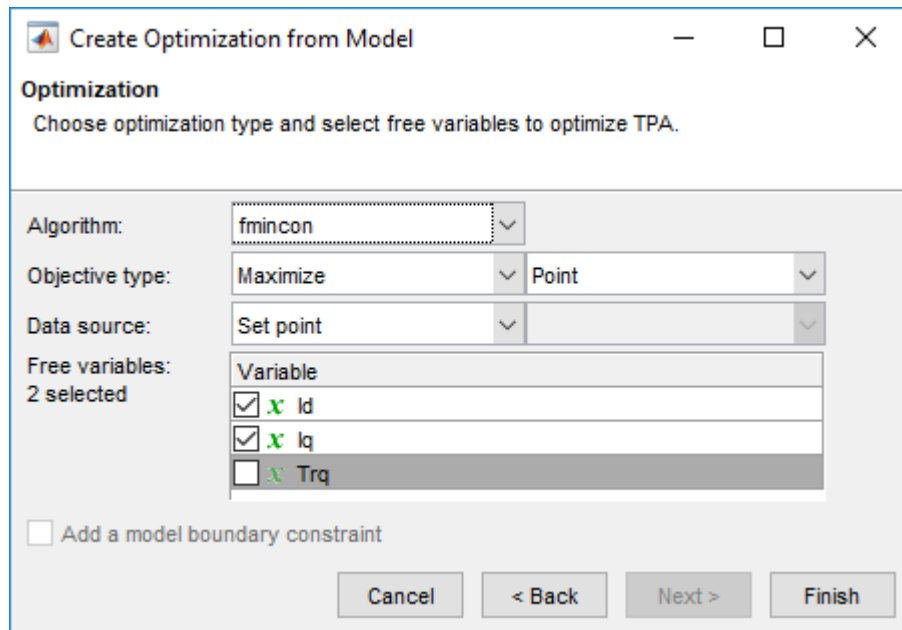 Create Optimization from Model
Optimization
Choose optimization type and select free variables to optimize TPA.
Algorithm: fmincon
Objective type: Maximize Point
Data source: Set point
Free variables:
2 selected
Variable
x Id
x Iq
x Trq
Add a model boundary constraint
Cancel < Back Next > Finish